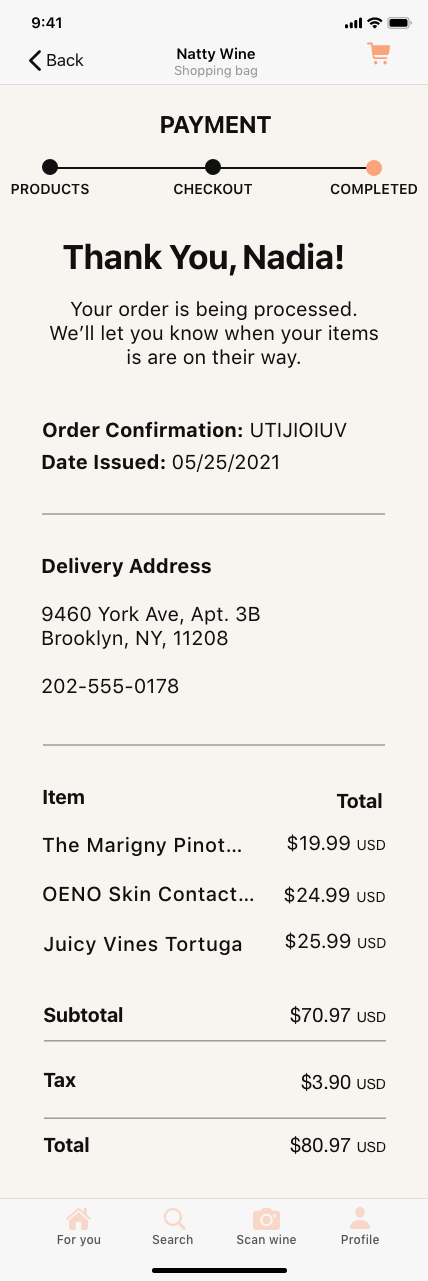 9:41
Back
Natty Wine
Shopping bag
PAYMENT
PRODUCTS CHECKOUT COMPLETED
Thank You, Nadia!
Your order is being processed.
We’ll let you know when your items
is are on their way.
Order Confirmation: UTIJIOIUV
Date Issued: 05/25/2021
Delivery Address
9460 York Ave, Apt. 3B
Brooklyn, NY, 11208
202-555-0178
Item Total
The Marigny Pinot... $19.99 USD
OENO Skin Contact... $24.99 USD
Juicy Vines Tortuga $25.99 USD
Subtotal $70.97 USD
Tax $3.90 USD
Total $80.97 USD
For you Search Scan wine Profile